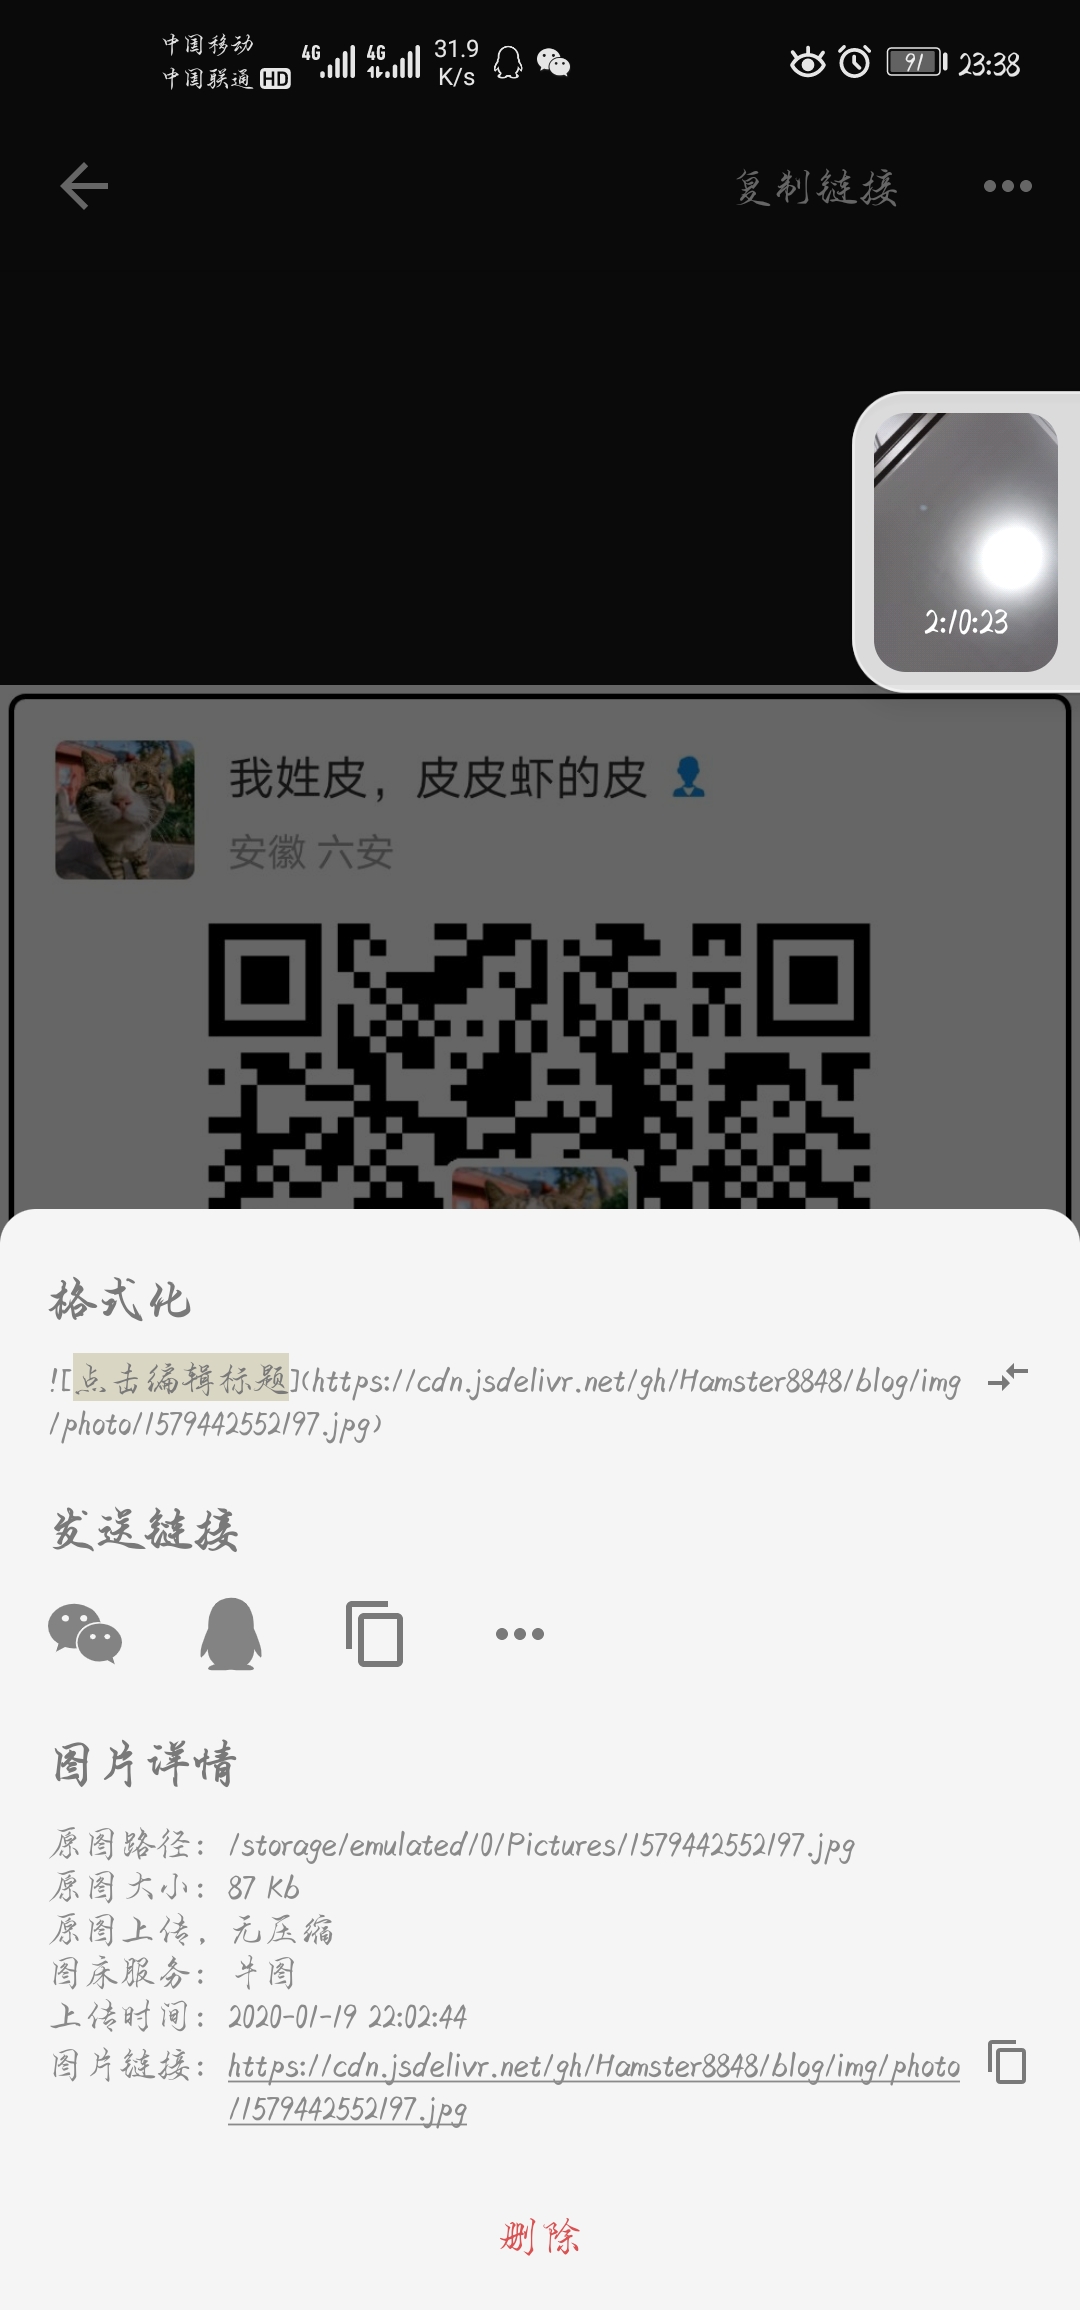 中国移动
中国联通 HD
4G 4G 31.9 K/s 91 23:38
复制链接
2:10:23
我姓皮，皮皮虾的皮
安徽 六安
格式化
![点击编辑标题](https://cdn.jsdelivr.net/gh/Hamster8848/blog/img
/photo/1579442552197.jpg)
发送链接
图片详情
原图路径：/storage/emulated/0/Pictures/1579442552197.jpg
原图大小：87 Kb
原图上传，无压缩
图床服务：牛图
上传时间：2020-01-19 22:02:44
图片链接：https://cdn.jsdelivr.net/gh/Hamster8848/blog/img/photo
/1579442552197.jpg
删除